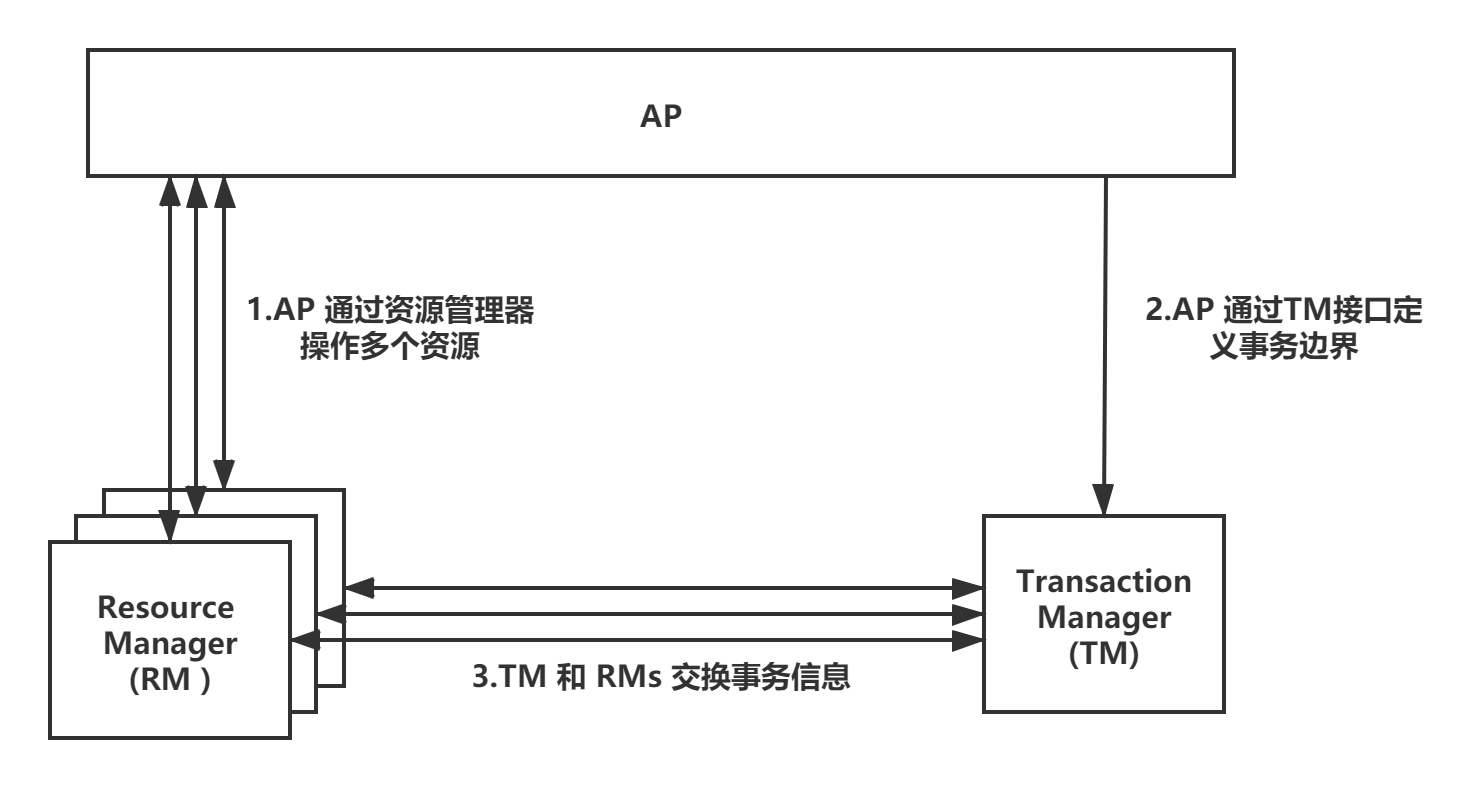 AP
1.AP 通过资源管理器
操作多个资源
2.AP 通过TM接口定
义事务边界
Resource
Manager
(RM )
Transaction
Manager
(TM)
3.TM 和 RMs 交换事务信息